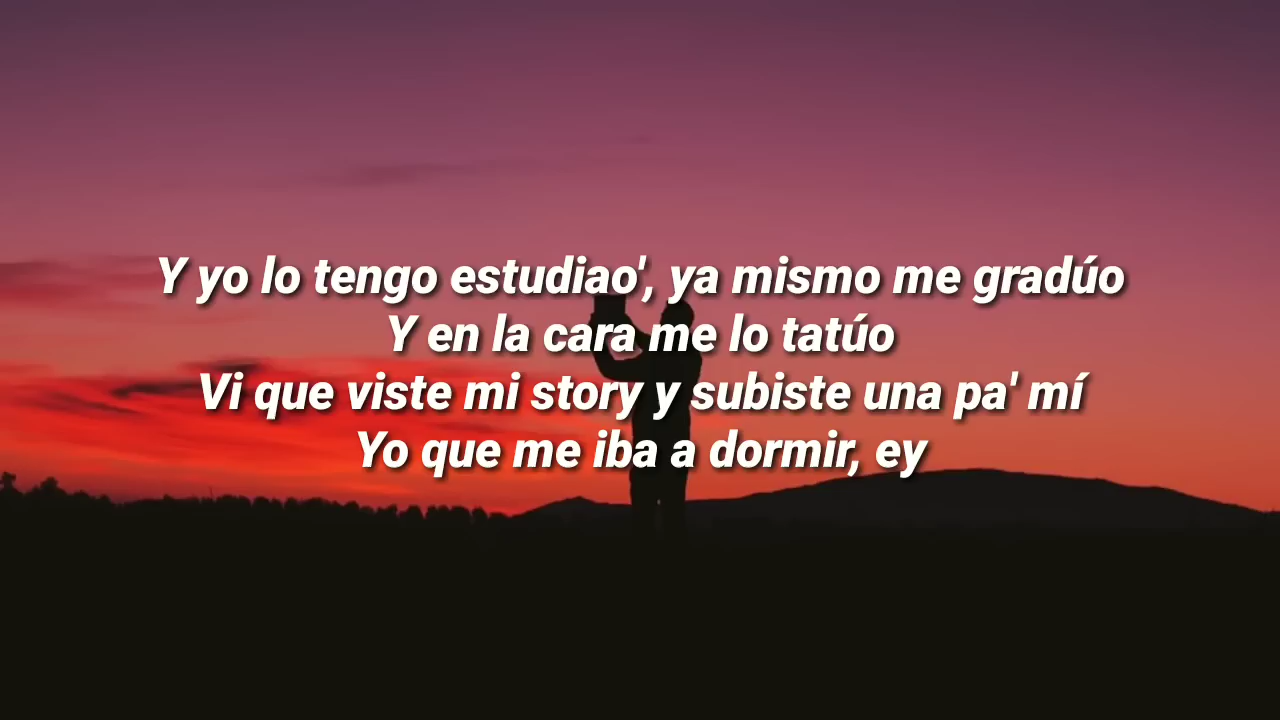 Y yo lo tengo estudiao', ya mismo me gradúo
Y en la cara me lo tatúo
Vi que viste mi story y subiste una pa' mí
Yo que me iba a dormir, ey